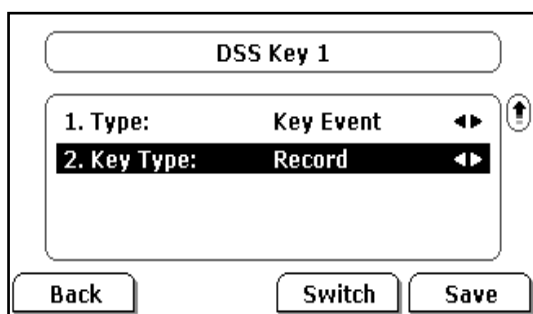 DSS Key 1
1. Type: Key Event
2. Key Type: Record
Back Switch Save